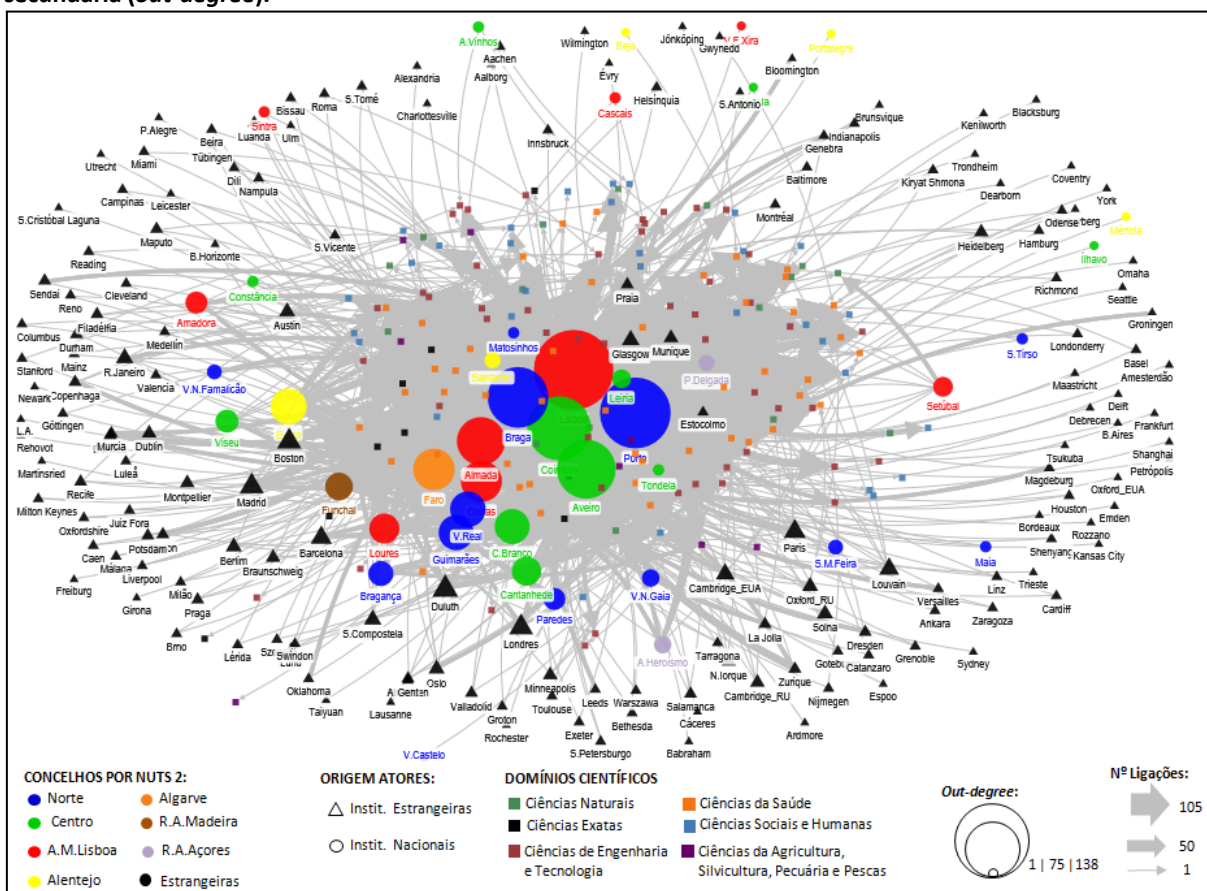 secundária (out-degree).
A.Vinhos
Beja
V.F.Xira
Portalegre
Wilmington
Jönköping
Gwynedd
Aachen
Aalborg
Évry
Bloomington
Alexandria
Helsínquia
S.Antonio
Charlottesville
Cascais
S.Tomé
Roma
Bissau
Sintra
Luanda
Ulm
Innsbruck
Brunsvique
Indianapolis
Genebra
Blacksburg
Kenilworth
P.Alegre
Beira
Tübingen
Miami
Utrecht
Dili
Nampula
Baltimore
Trondheim
Kiryat Shmona
Coventry
Dearborn
York
Campinas
Leicester
Montréal
Odense
Mértola
S.Cristóbal Laguna
Maputo
S.Vicente
Heidelberg
Hamburg
Ílhavo
B.Horizonte
Reading
Omaha
Richmond
Seattle
Sendai
Cleveland
Constância
Praia
Reno
Amadora
Austin
Groningen
Filadélfia
Columbus
Durham
Medellín
Matosinhos
Glasgow
Munique
Londonderry
S.Tirso
Stanford
Mainz
R.Janeiro
Santarém
P.Delgada
Basel
Amesterdão
Newark
Copenhaga
Valencia
V.N.Famalicão
Leiria
Maastricht
Setúbal
L.A.
Göttingen
Lisboa
Estocolmo
Delft
Debrecen
Frankfurt
B.Aires
Rehovot
Murcia
Dublin
Viseu
Boston
Braga
Porto
Shanghai
Martinsried
Luleå
Coimbra
Tsukuba
Petrópolis
Recife
Montpellier
Madrid
Almada
Tondela
Magdeburg
Oxford_EUA
Milton Keynes
Faro
Aveiro
Houston
Emden
Juiz Fora
Funchal
Oeiras
Bordeaux
Rozzano
Oxfordshire
V.Real
Shenyang
Kansas City
Caen
Potsdam
Barcelona
Loures
Guimarães
C.Branco
Paris
Liverpool
Berlim
Braunschweig
S.M.Feira
Maia
Trieste
Freiburg
Girona
Milão
Bragança
Cantanhede
V.N.Gaia
Cambridge_EUA
Louvain
Linz
Cardiff
Praga
Duluth
Paredes
Oxford_RU
Versailles
Zaragoza
Ankara
S.Compostela
Londres
La Jolla
Solna
Brno
Lérida
Swindon
A.Heroísmo
Tarragona
Dresden
Grenoble
Sydney
Catanzaro
N.Iorque
Zurique
Oklahoma
Genten
Oslo
Minneapolis
Leeds
Warszawa
Salamanca
Cambridge_RU
Nijmegen
Espoo
Taiyuan
Lausanne
Valladolid
Groton
Toulouse
Bethesda
Cáceres
Rochester
Exeter
Ardmore
V.Castelo
S.Petersburgo
Babraham
CONCELHOS POR NUTS 2:
Norte
Algarve
Centro
R.A.Madeira
A.M.Lisboa
R.A.Açores
Alentejo
Estrangeiras
ORIGEM ATORES:
Instit. Estrangeiras
Instit. Nacionais
DOMÍNIOS CIENTÍFICOS
Ciências Naturais
Ciências da Saúde
Ciências Exatas
Ciências Sociais e Humanas
Ciências de Engenharia
e Tecnologia
Ciências da Agricultura,
Silvicultura, Pecuária e Pescas
Out-degree:
1 | 75 | 138
Nº Ligações:
105
50
1